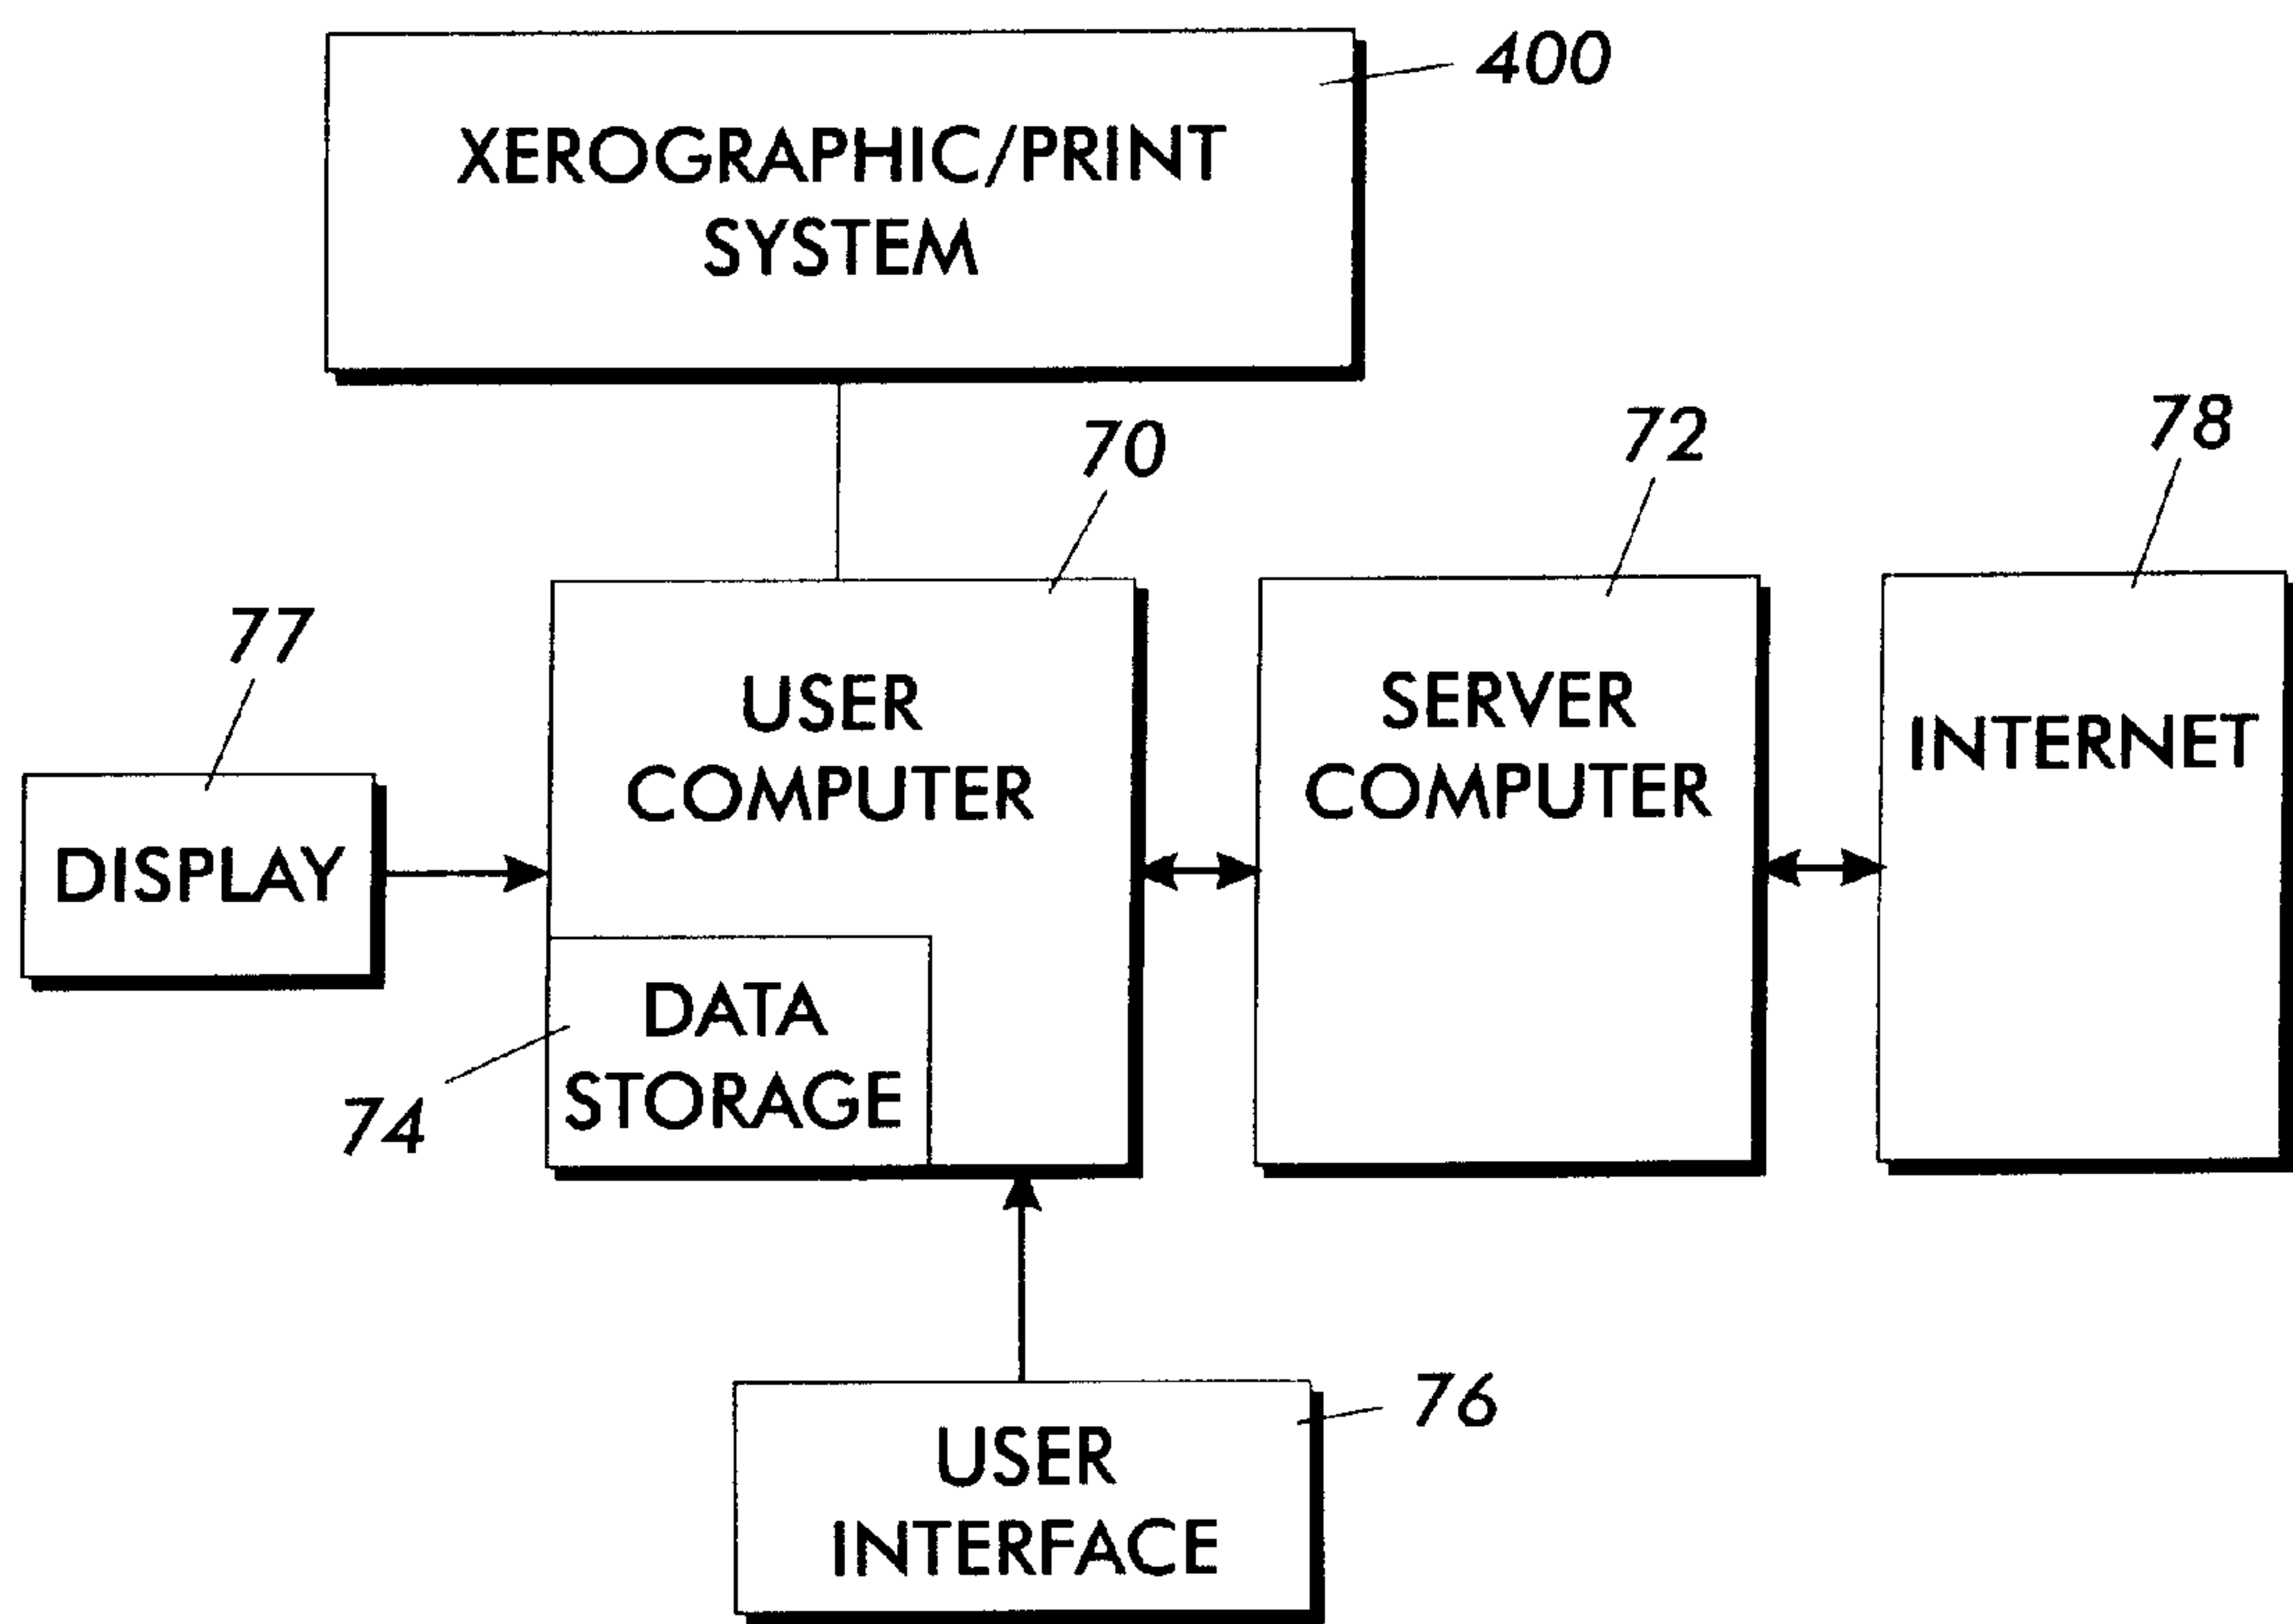 400
XEROGRAPHIC/PRINT
SYSTEM
70
72
78
77
USER
COMPUTER
SERVER
COMPUTER
INTERNET
DISPLAY
DATA
STORAGE
74
76
USER
INTERFACE